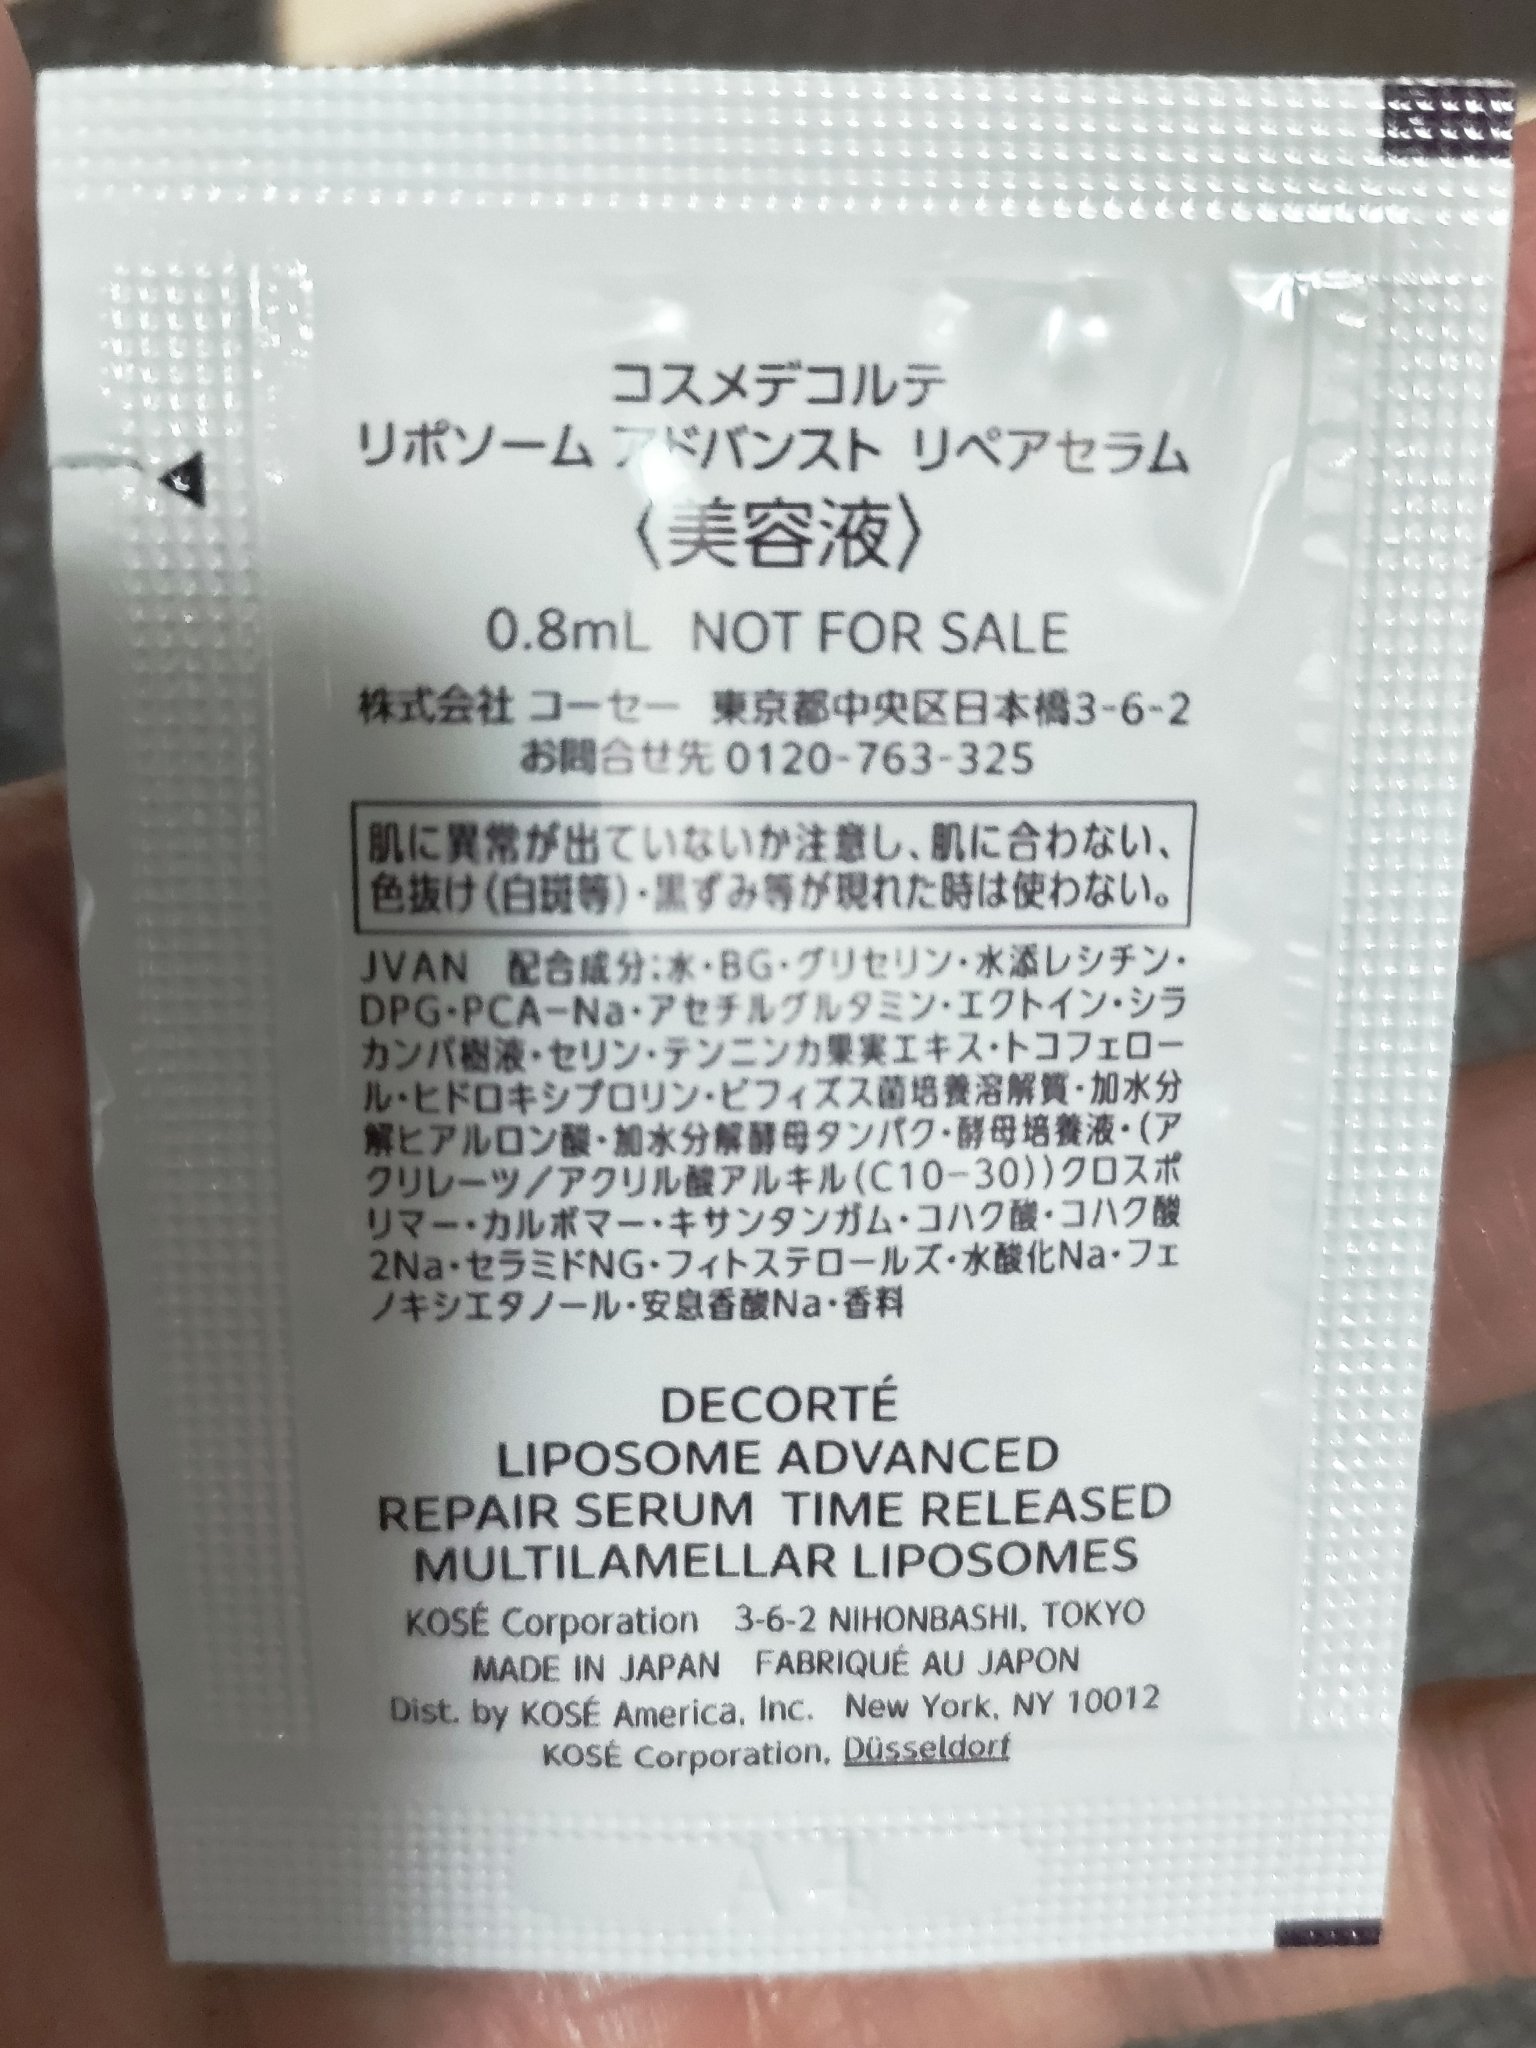 コスメデコルテ
リポソーム アドバンスト リペアセラム
〈美容液〉
0.8mL NOT FOR SALE
株式会社 コーセー 東京都中央区日本橋3-6-2
お問合せ先 0120-763-325
肌に異常が出ていないか注意し、肌に合わない、
色抜け(白斑等)・黒ずみ等が現れた時は使わない。
JVAN 配合成分:水・BG・グリセリン・水添レシチン・
DPG・PCA-Na・アセチルグルタミン・エクトイン・シラ
カンバ樹液・セリン・テンニンカ果実エキス・トコフェロー
ル・ヒドロキシプロリン・ビフィズス菌培養溶解質・加水分
解ヒアルロン酸・加水分解酵母タンパク・酵母培養液・(ア
クリレーツ/アクリル酸アルキル(C10-30))クロスポ
リマー・カルボマー・キサンタンガム・コハク酸・コハク酸
2Na・セラミドNG・フィトステロールズ・水酸化Na・フェ
ノキシエタノール・安息香酸Na・香料
DECORTÉ
LIPOSOME ADVANCED
REPAIR SERUM TIME RELEASED
MULTILAMELLAR LIPOSOMES
KOSÉ Corporation 3-6-2 NIHONBASHI, TOKYO
MADE IN JAPAN FABRIQUÉ AU JAPON
Dist. by KOSÉ America, Inc. New York, NY 10012
KOSÉ Corporation, Düsseldorf